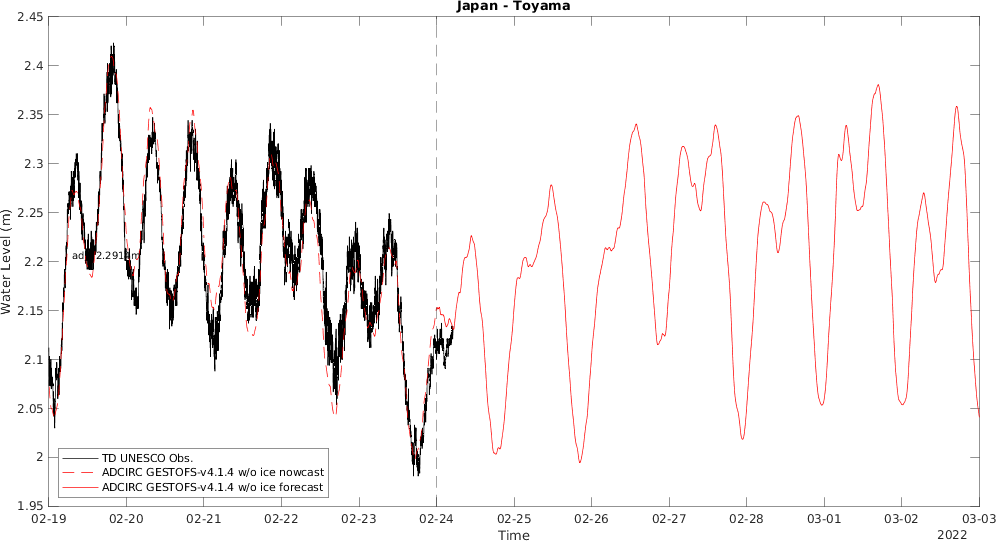 Japan - Toyama
Water Level (m)
2.45
2.4
2.35
2.3
2.25
2.2
2.15
2.1
2.05
2
1.95
TD UNESCO Obs.
ADCIRC GESTOFS-v4.1.4 w/o ice nowcast
ADCIRC GESTOFS-v4.1.4 w/o ice forecast
02-19 02-20 02-21 02-22 02-23 02-24 02-25 02-26 02-27 02-28 03-01 03-02 03-03
Time
2022